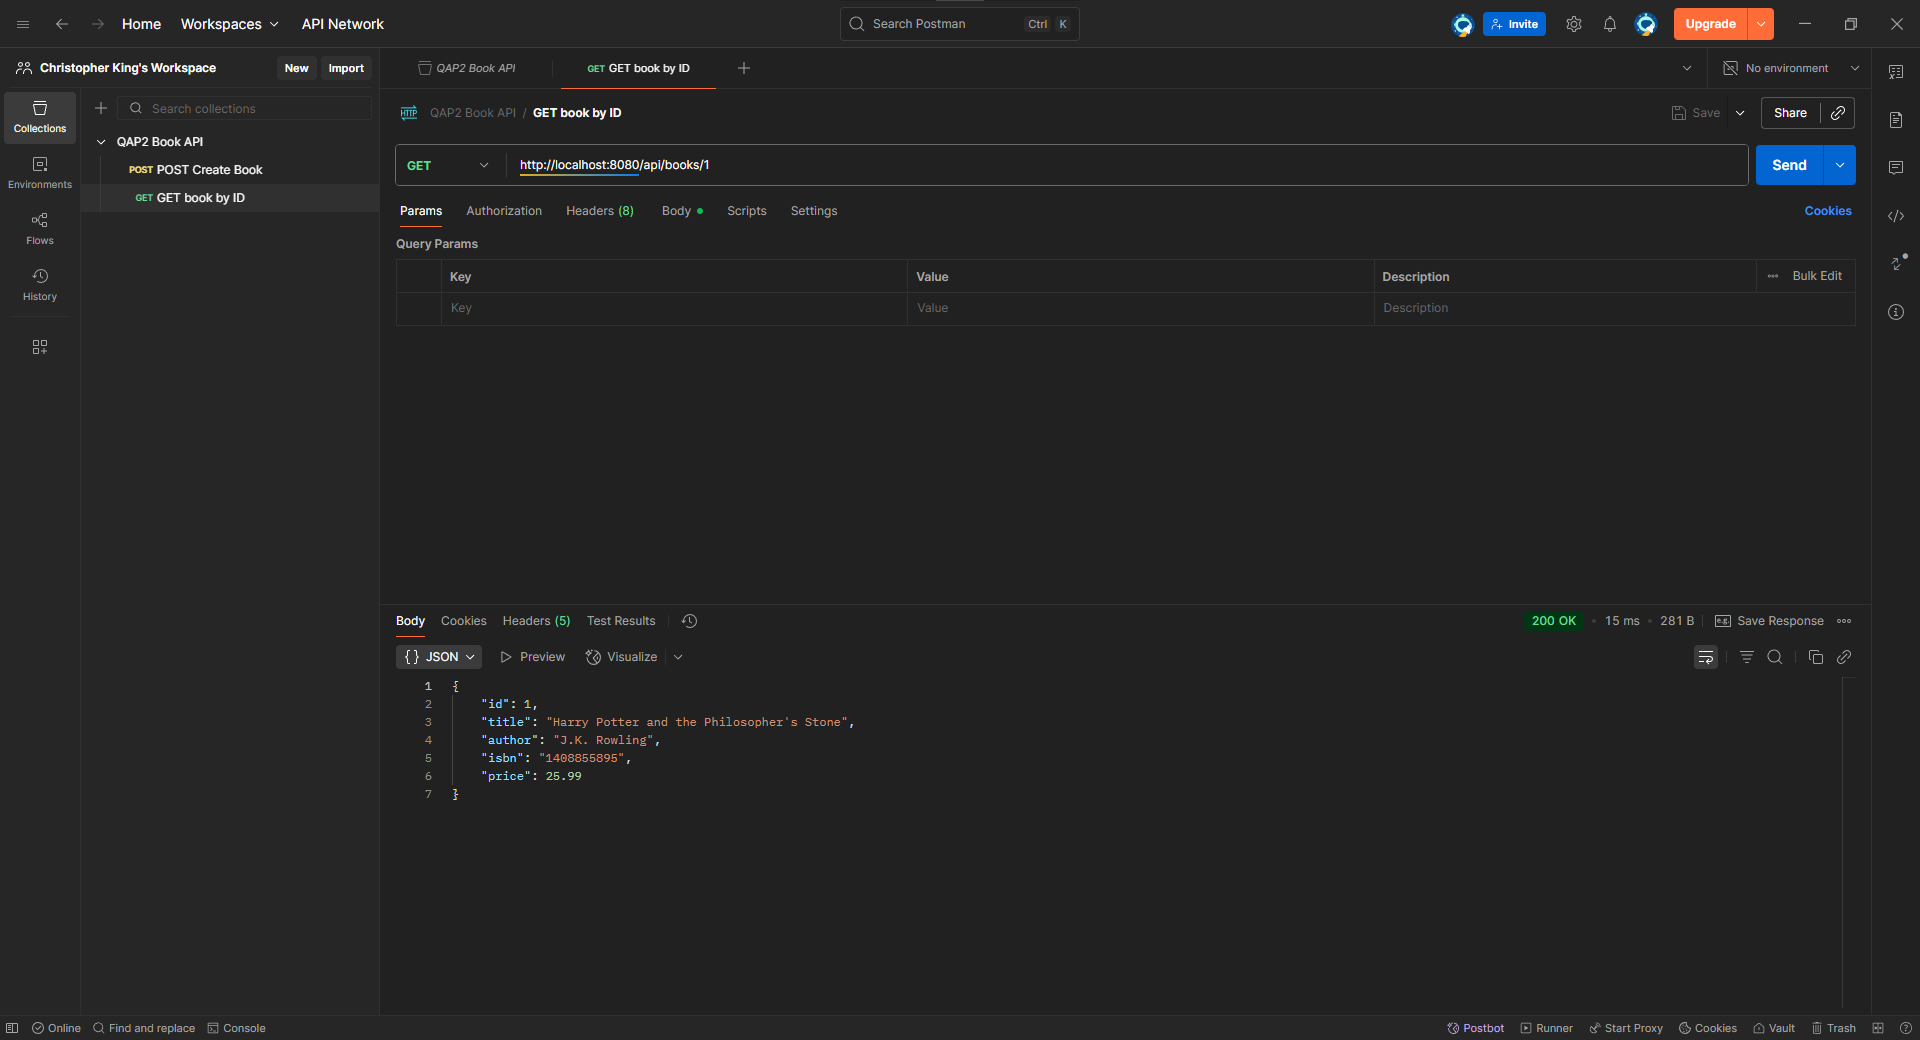 Home Workspaces API Network Search Postman Ctrl K Invite Upgrade
Christopher King's Workspace New Import QAP2 Book API GET GET book by ID No environment
Search collections HTTP QAP2 Book API / GET book by ID Save Share
Collections
QAP2 Book API
POST POST Create Book GET http://localhost:8080/api/books/1 Send
Environments
GET GET book by ID Params Authorization Headers (8) Body Scripts Settings Cookies
Flows
Query Params
Key Value Description Bulk Edit
History
Key Value Description
Body Cookies Headers (5) Test Results 200 OK 15 ms 281 B e.g. Save Response
{} JSON Preview Visualize
1 {
2 "id": 1,
3 "title": "Harry Potter and the Philosopher's Stone",
4 "author": "J.K. Rowling",
5 "isbn": "1408855895",
6 "price": 25.99
7 }
Online Find and replace Console Postbot Runner Start Proxy Cookies Vault Trash